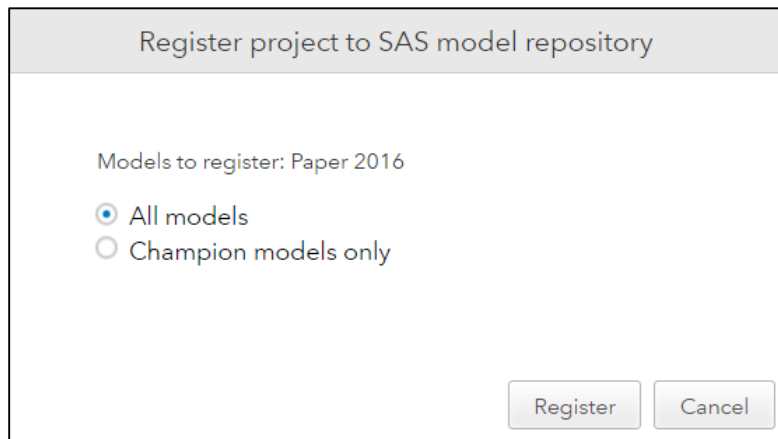 Register project to SAS model repository
Models to register: Paper 2016
All models
Champion models only
Register Cancel